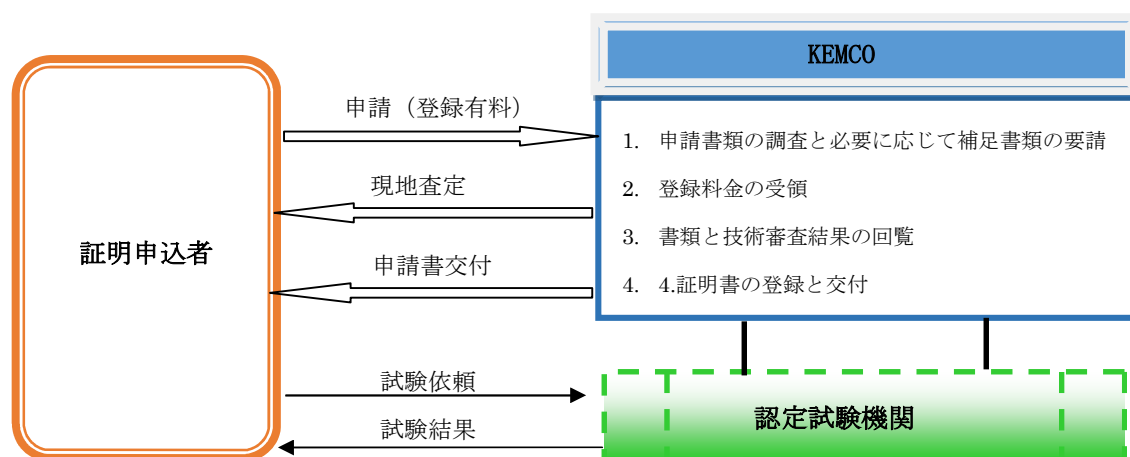 KEMCO
申請（登録有料）
1. 申請書類の調査と必要に応じて補足書類の要請
現地査定
2. 登録料金の受領
証明申込者
3. 書類と技術審査結果の回覧
申請書交付
4. 4.証明書の登録と交付
試験依頼
認定試験機関
試験結果